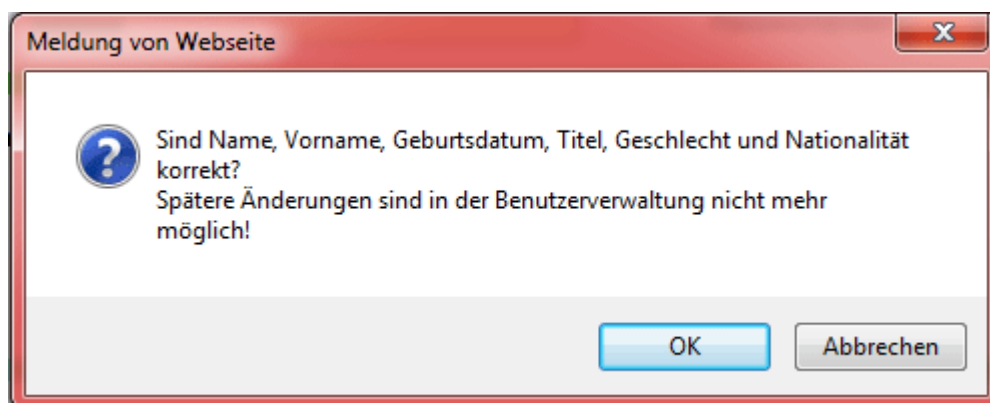 Meldung von Webseite
Sind Name, Vorname, Geburtsdatum, Titel, Geschlecht und Nationalität
korrekt?
Spätere Änderungen sind in der Benutzerverwaltung nicht mehr
möglich!
OK
Abbrechen